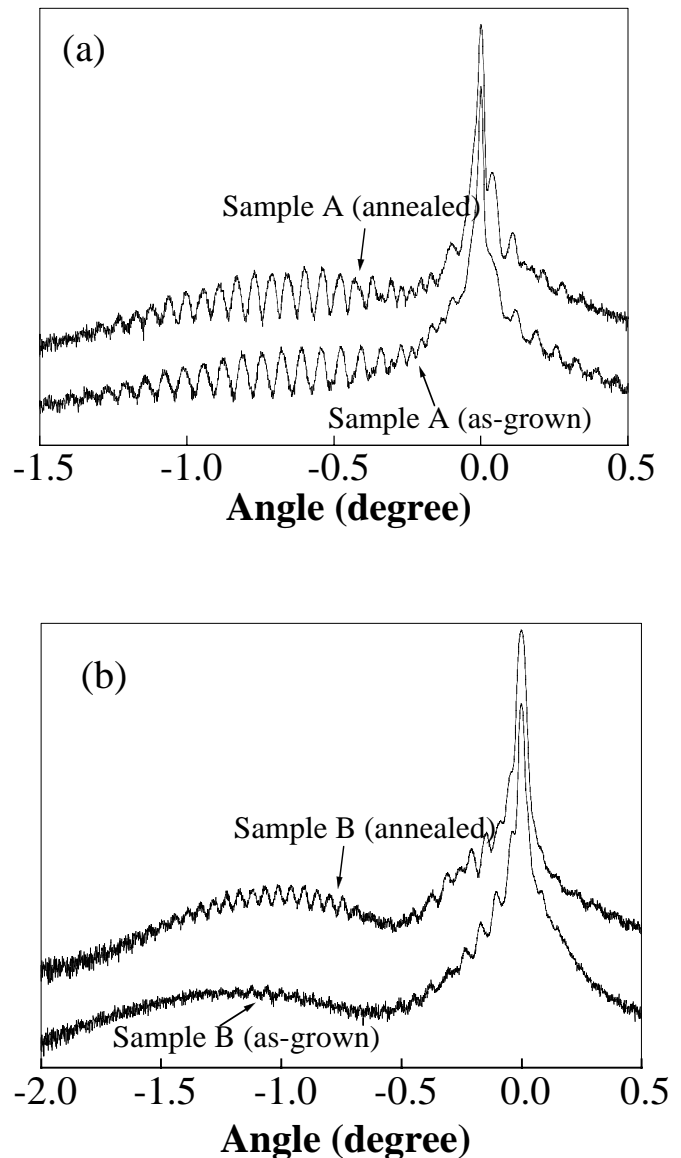 (a)
Sample A (annealed)
Sample A (as-grown)
-1.5 -1.0 -0.5 0.0 0.5
Angle (degree)
(b)
Sample B (annealed)
Sample B (as-grown)
-2.0 -1.5 -1.0 -0.5 0.0 0.5
Angle (degree)